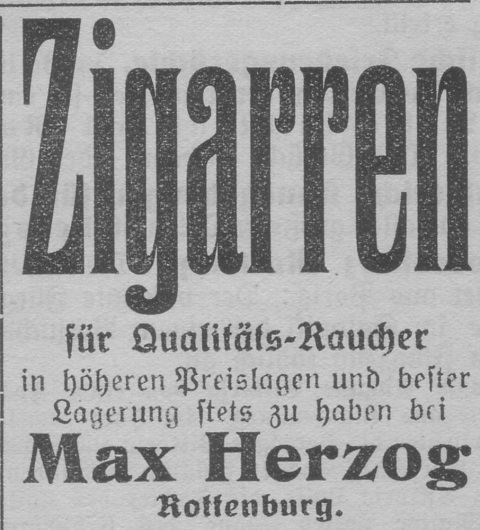 Zigarren
für Qualitäts-Raucher
in höheren Preislagen und bester
Lagerung stets zu haben bei
Max Herzog
Rottenburg.